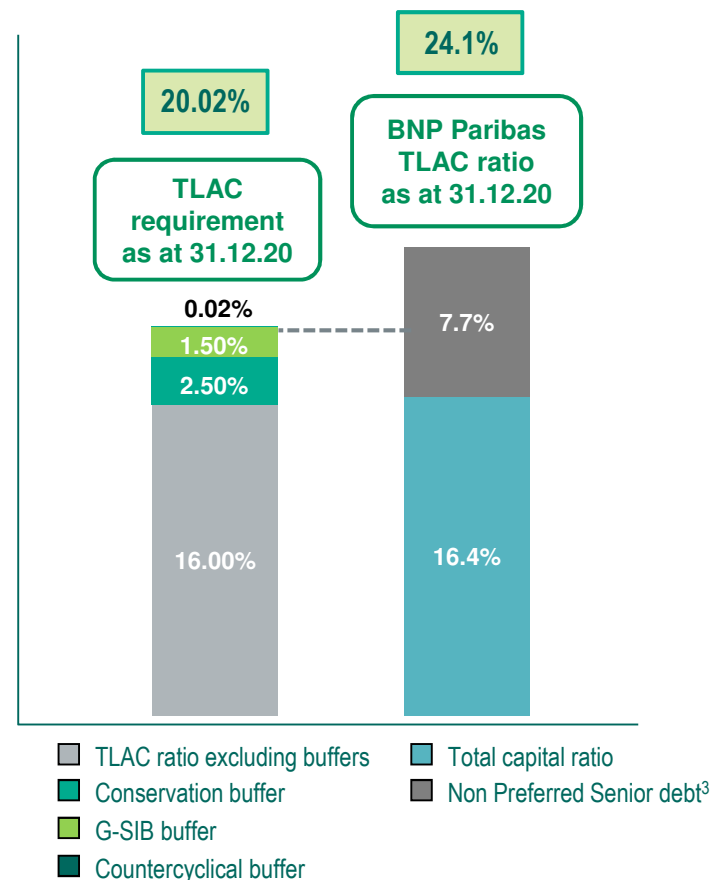 24.1%
20.02%
BNP Paribas
TLAC ratio
as at 31.12.20
TLAC
requirement
as at 31.12.20
0.02%
1.50%
2.50%
16.00%
7.7%
16.4%
TLAC ratio excluding buffers
Conservation buffer
G-SIB buffer
Countercyclical buffer
Total capital ratio
Non Preferred Senior debt³